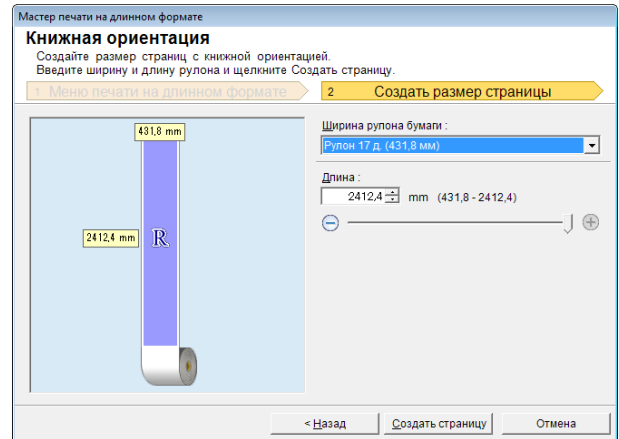 Мастер печати на длинном формате
Книжная ориентация
Создайте размер страниц с книжной ориентацией.
Введите ширину и длину рулона и щелкните Создать страницу.
1 Меню печати на длинном формате
2 Создать размер страницы
431,8 mm
2412,4 mm
R
Ширина рулона бумаги :
Рулон 17 д. (431,8 мм)
Длина :
2412,4 mm (431,8 - 2412,4)
< Назад
Создать страницу
Отмена